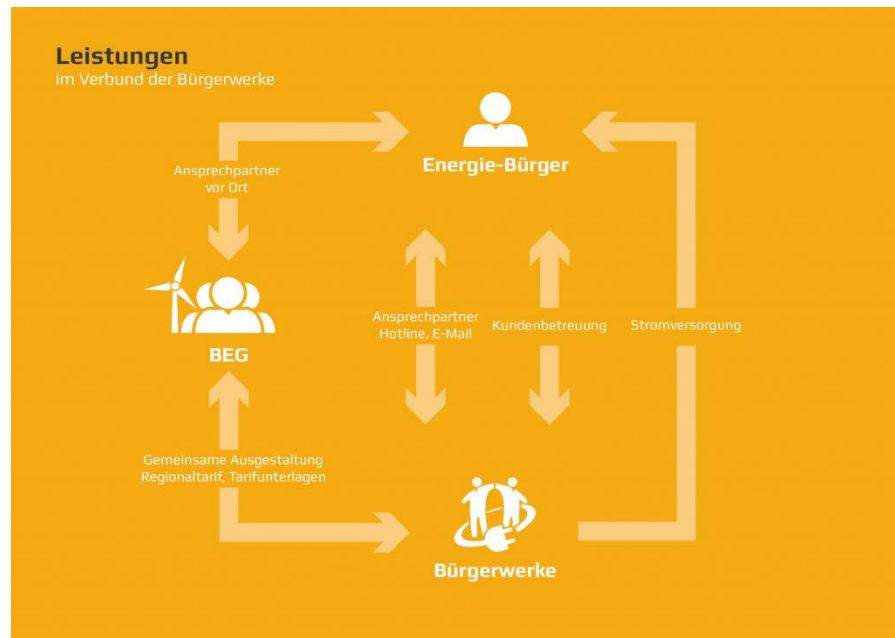 Leistungen
im Verbund der Bürgerwerke
Energie-Bürger
Ansprechpartner
vor Ort
BEG
Ansprechpartner
Hotline, E-Mail
Kundenbetreuung
Stromversorgung
Gemeinsame Ausgestaltung
Regionaltarif, Tarifunterlagen
Bürgerwerke